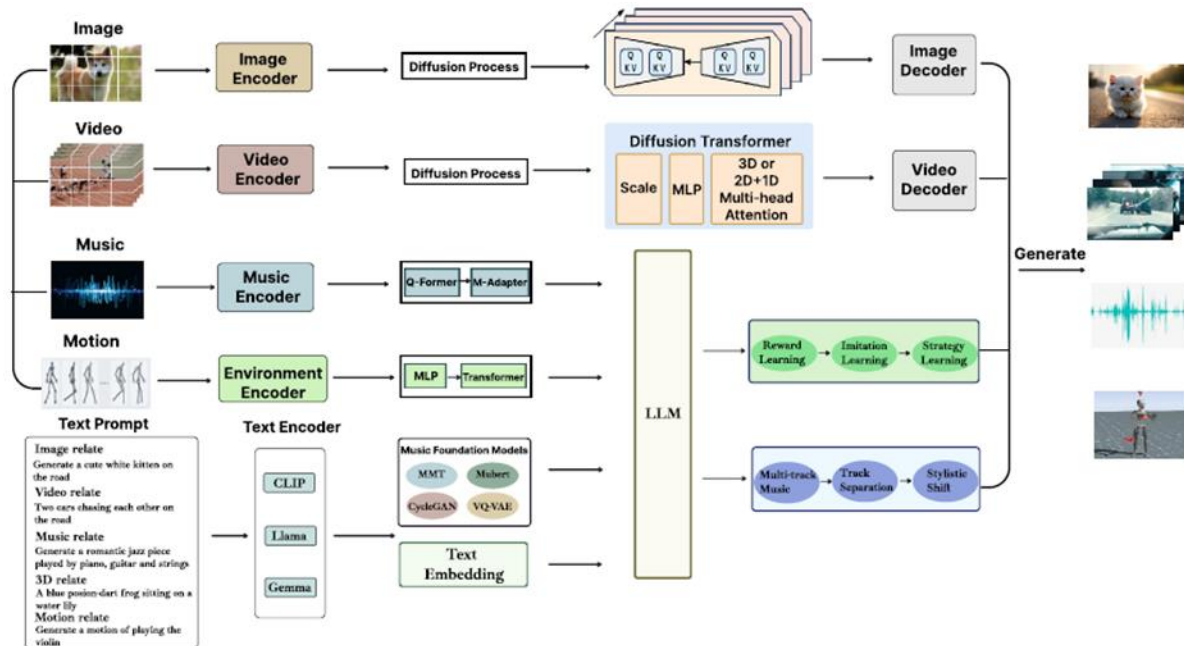 Image
Image
Encoder
Diffusion Process
Q
K V
Q
K V
Q
K V
Q
K V
Image
Decoder
Video
Video
Encoder
Diffusion Process
Diffusion Transformer
Scale
MLP
3D or
2D+1D
Multi-head
Attention
Video
Decoder
Generate
Music
Music
Encoder
Q-Former
M-Adapter
Motion
Environment
Encoder
MLP
Transformer
LLM
Reward
Learning
Imitation
Learning
Strategy
Learning
Multi-track
Music
Track
Separation
Stylistic
Shift
Text Prompt
Image relate
Generate a cute white kitten on
the road
Video relate
Two cars chasing each other on
the road
Music relate
Generate a romantic jazz piece
played by piano, guitar and strings
3D relate
A blue posion-dart frog sitting on a
water lily
Motion relate
Generate a motion of playing the
violin
Text Encoder
CLIP
Llama
Gemma
Music Foundation Models
MMT
Mubert
CycleGAN
VQ-VAE
Text
Embedding